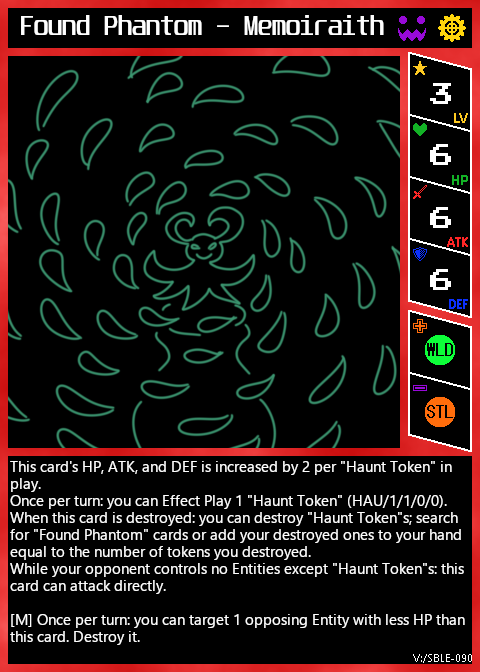 Found Phantom - Memoiraith
3
LV
6
HP
6
ATK
6
DEF
WLD
STL
This card's HP, ATK, and DEF is increased by 2 per "Haunt Token" in
play.
Once per turn: you can Effect Play 1 "Haunt Token" (HAU/1/1/0/0).
When this card is destroyed: you can destroy "Haunt Token"s; search
for "Found Phantom" cards or add your destroyed ones to your hand
equal to the number of tokens you destroyed.
While your opponent controls no Entities except "Haunt Token"s: this
card can attack directly.
[M] Once per turn: you can target 1 opposing Entity with less HP than
this card. Destroy it.
V:/SBLE-090